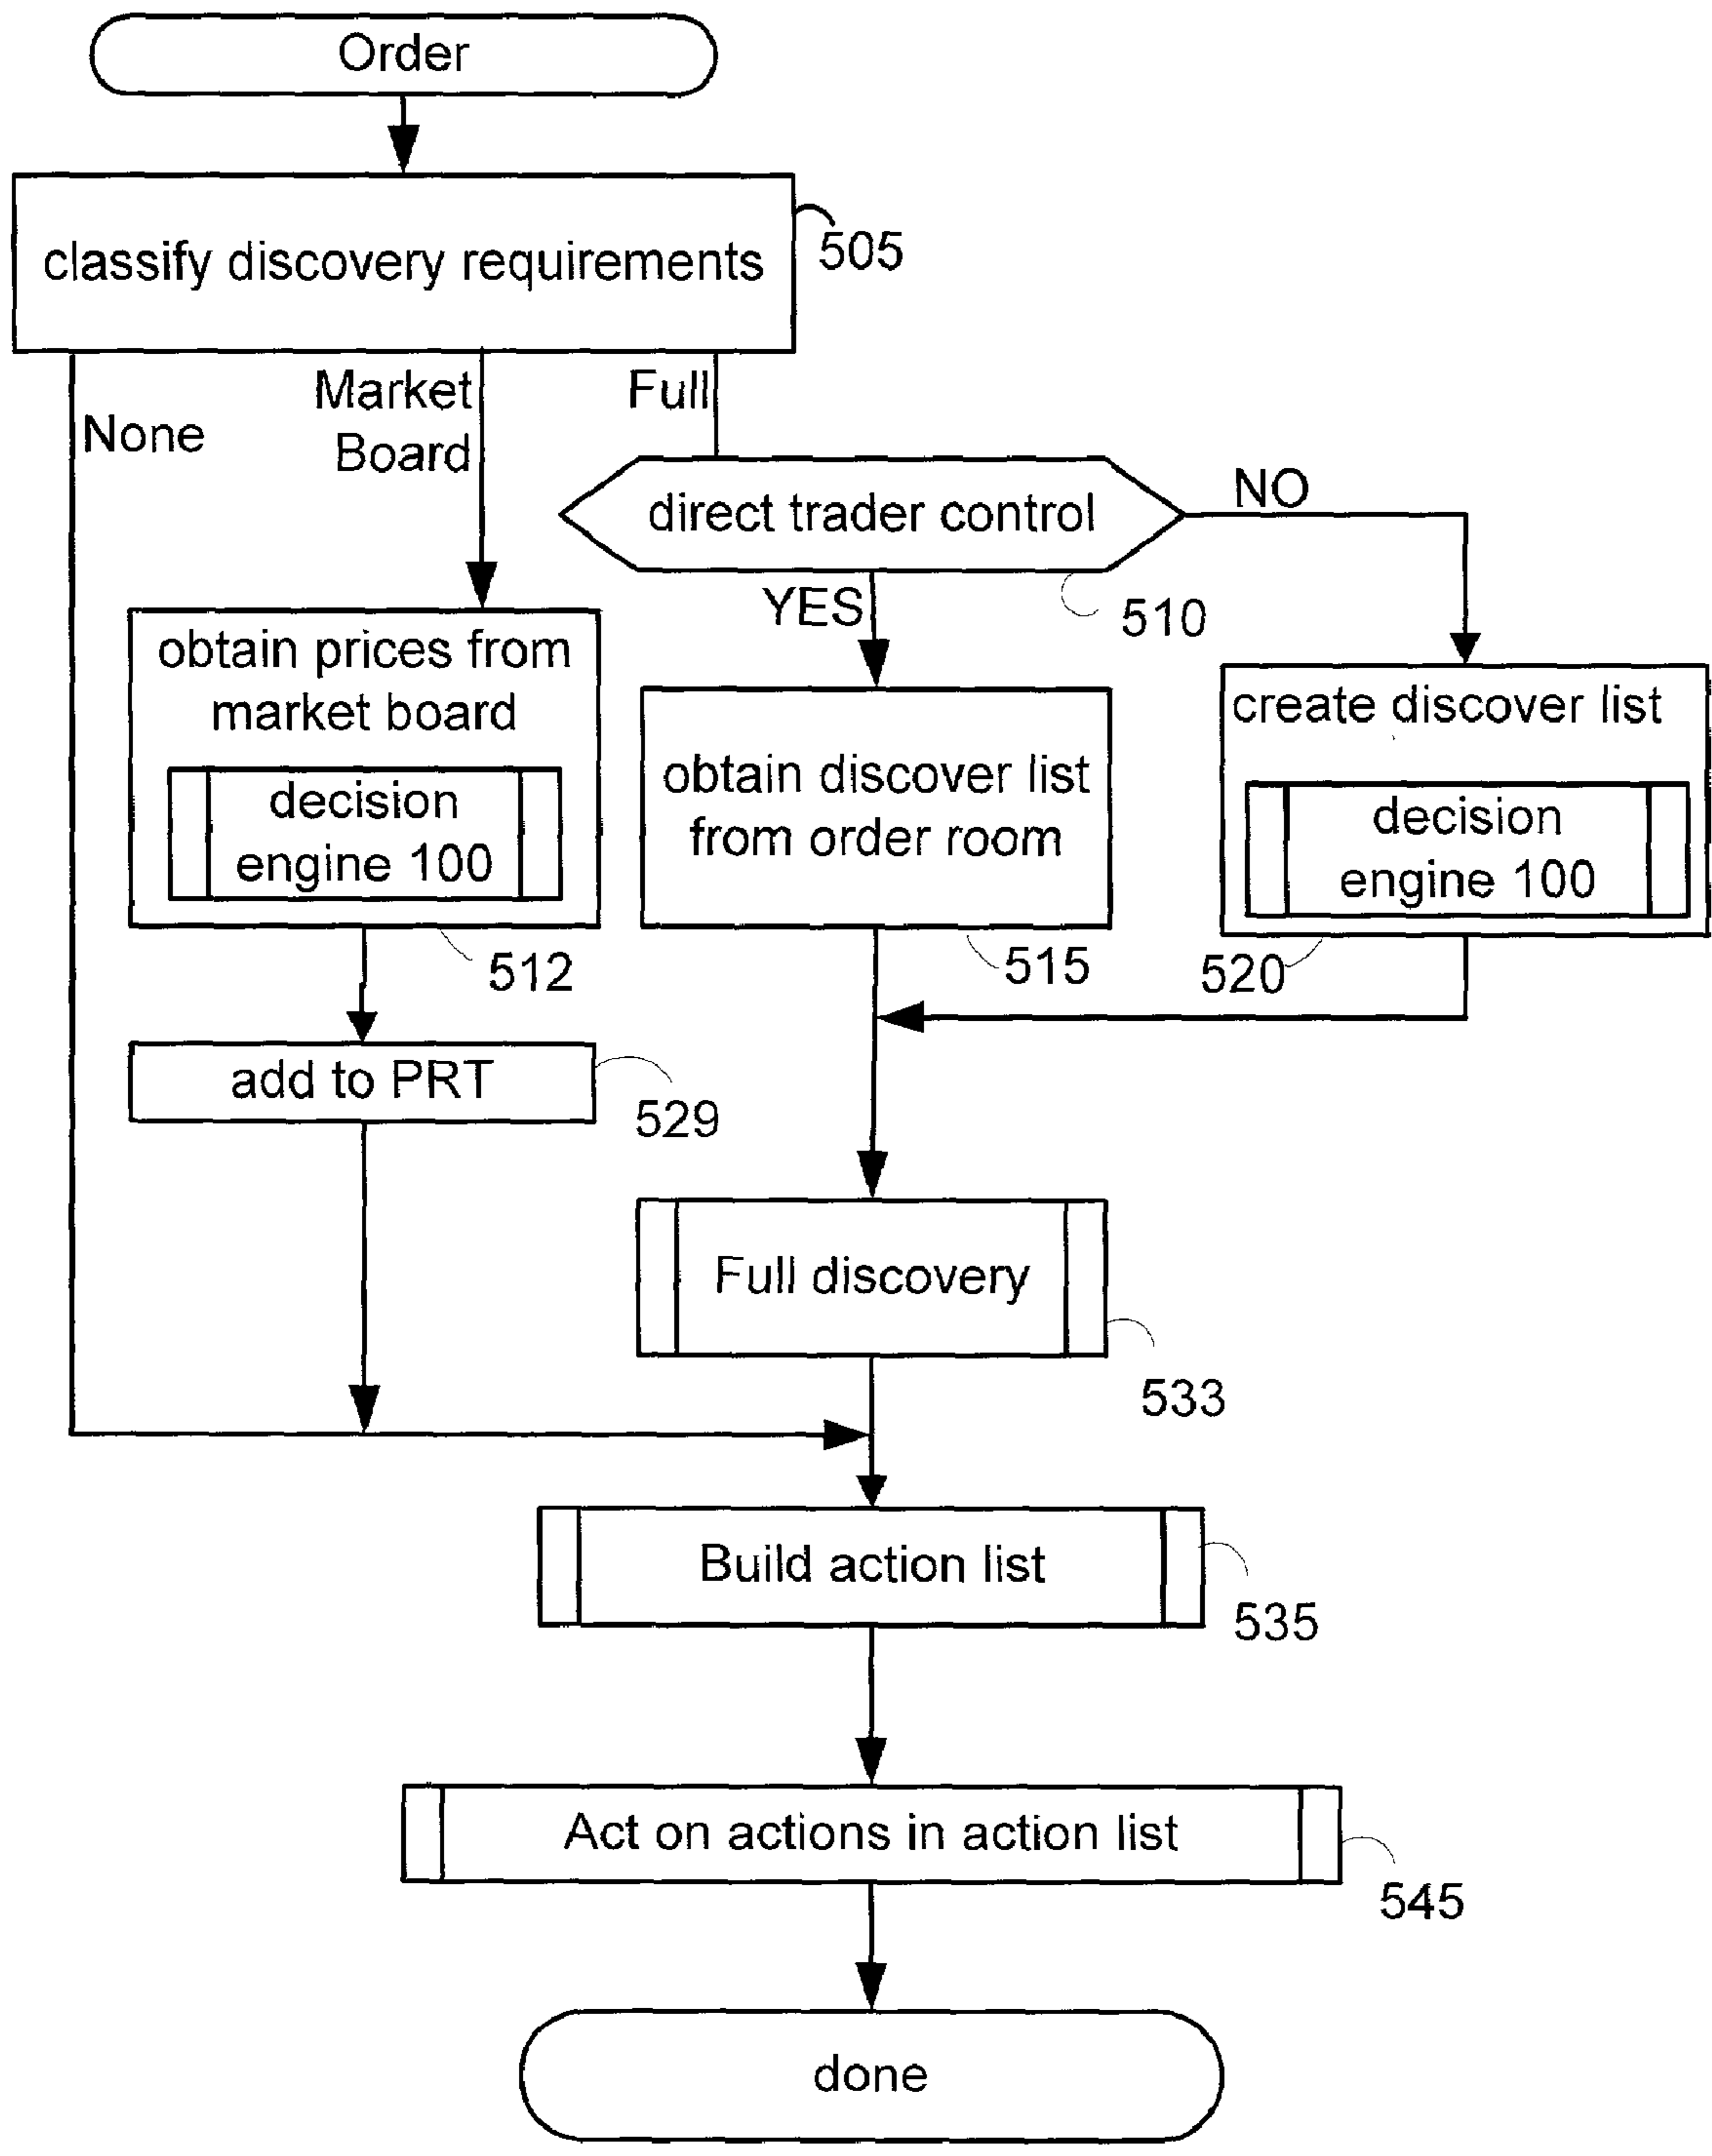 Order
classify discovery requirements
505
None
Market
Board
Full
direct trader control
NO
YES
510
obtain prices from
market board
decision
engine 100
512
obtain discover list
from order room
515
create discover list
decision
engine 100
520
add to PRT
529
Full discovery
533
Build action list
535
Act on actions in action list
545
done